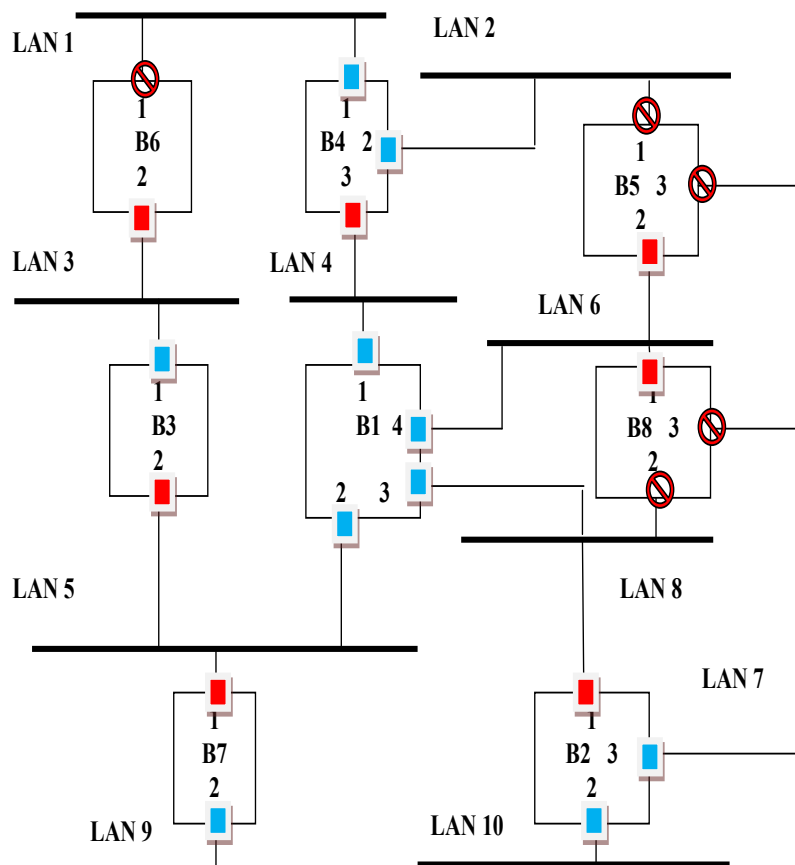 LAN 1
LAN 2
1
B6
2
1
B4 2
3
1
B5 3
2
LAN 3
LAN 4
LAN 6
1
B3
2
1
B1 4
2 3
1
B8 3
2
LAN 5
LAN 8
LAN 7
1
B7
2
1
B2 3
2
LAN 9
LAN 10